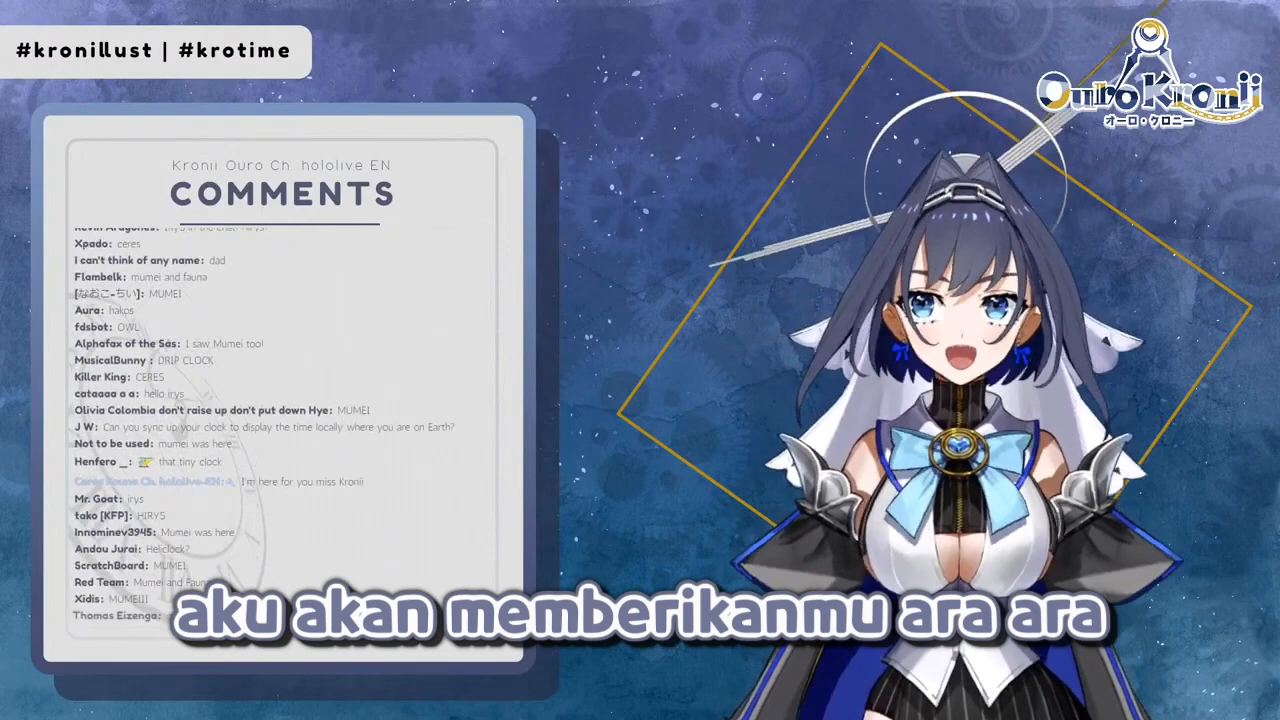 #kronillust | #krotime
Ouro Kronii
オーロ・クロニー
Kronii Ouro Ch. hololive EN
COMMENTS
Xpado: ceres
I can't think of any name: dad
Flambelk: mumei and fauna
[なおこ-ちい]: MUMEI
Aura: hakos
fdsbot: OWL
Alphafax of the Sás: I saw Mumei too!
MusicalBunny : DRIP CLOCK
Killer King: CERES
cataaaa a a: hello irys
Olivia Colombia don't raise up don't put down Hye: MUMEI
J W: Can you sync up your clock to display the time locally where you are on Earth?
Not to be used: mumei was here...
Henfero _: that tiny clock
I'm here for you miss Kronii
Mr. Goat: irys
tako [KFP]: HIRYS
Innominev3945: Mumei was here
Andou Jurai: Heliclock?
ScratchBoard: MUMEI
Red Team: Mumei and Fauna
Xidis: MUMEIII
Thomas Eizenga:
aku akan memberikanmu ara ara